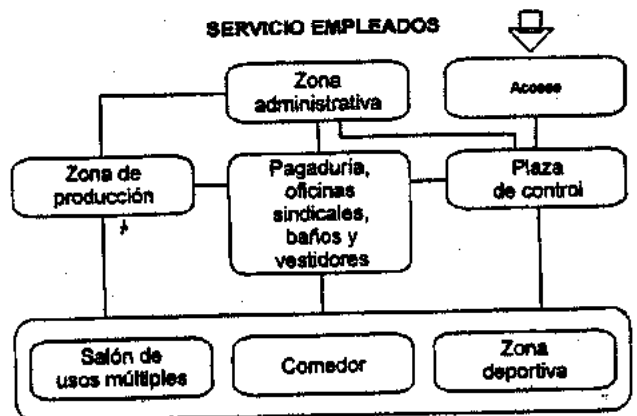 SERVICIO EMPLEADOS
Zona
administrativa
Acceso
Zona de
producción
Pagaduría,
oficinas
sindicales,
baños y
vestidores
Plaza
de control
Salón de
usos múltiples
Comedor
Zona
deportiva